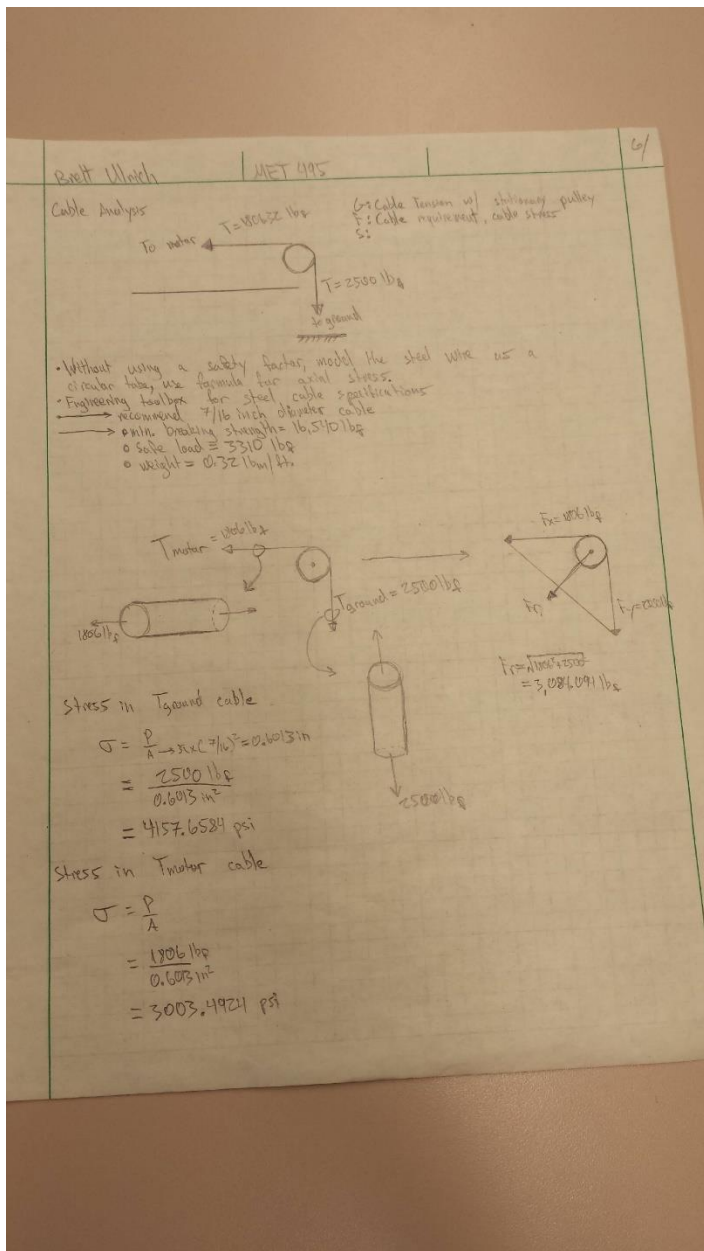 6/
Brett Ulrich MET 495
Cable Analysis
G: Cable Tension w/ stationary pulley
F: Cable requirement, cable stress
S:
To motor
T=1806.52 lbf
T=2500 lbf
to ground
• Without using a safety factor, model the steel wire as a
circular tube, use formula for axial stress.
- Engineering toolbox for steel cable specifications
recommend 7/16 inch diameter cable
o min. breaking strength = 16,540 lbf
o safe load = 3310 lbf
o weight = 0.32 lbm/ft.
Tmotor = 1806 lbf
Tground = 2500 lbf
1806 lbf
2500 lbf
Fx=1806 lbf
Fr
Fy=2500 lbf
Fr=√1806²+2500²
= 3,084.094 lbf
Stress in Tground cable
σ = P/A → π×(7/16)²=0.6013 in
= 2500 lbf / 0.6013 in²
= 4157.6584 psi
Stress in Tmotor cable
σ = P/A
= 1806 lbf / 0.6013 in²
= 3003.4924 psi